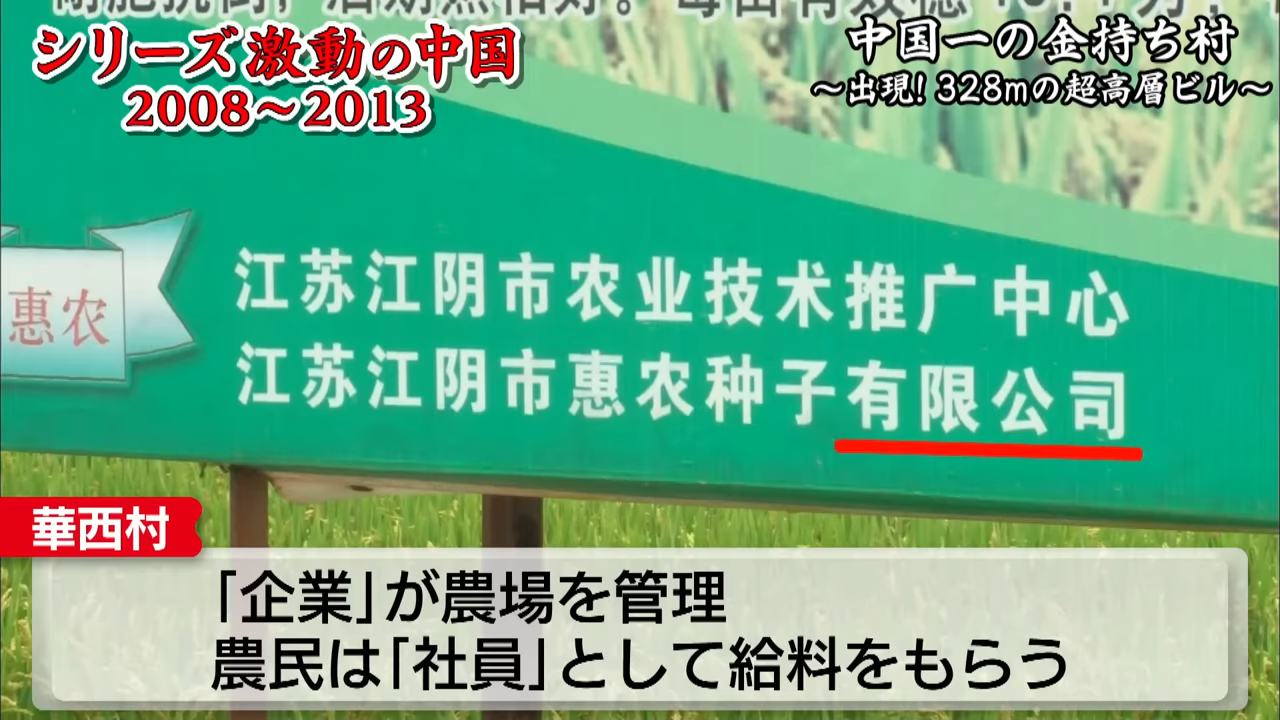 シリーズ激動の中国
2008～2013
中国一の金持ち村
～出現！328mの超高層ビル～
惠农
江苏江阴市农业技术推广中心
江苏江阴市惠农种子有限公司
華西村
「企業」が農場を管理
農民は「社員」として給料をもらう